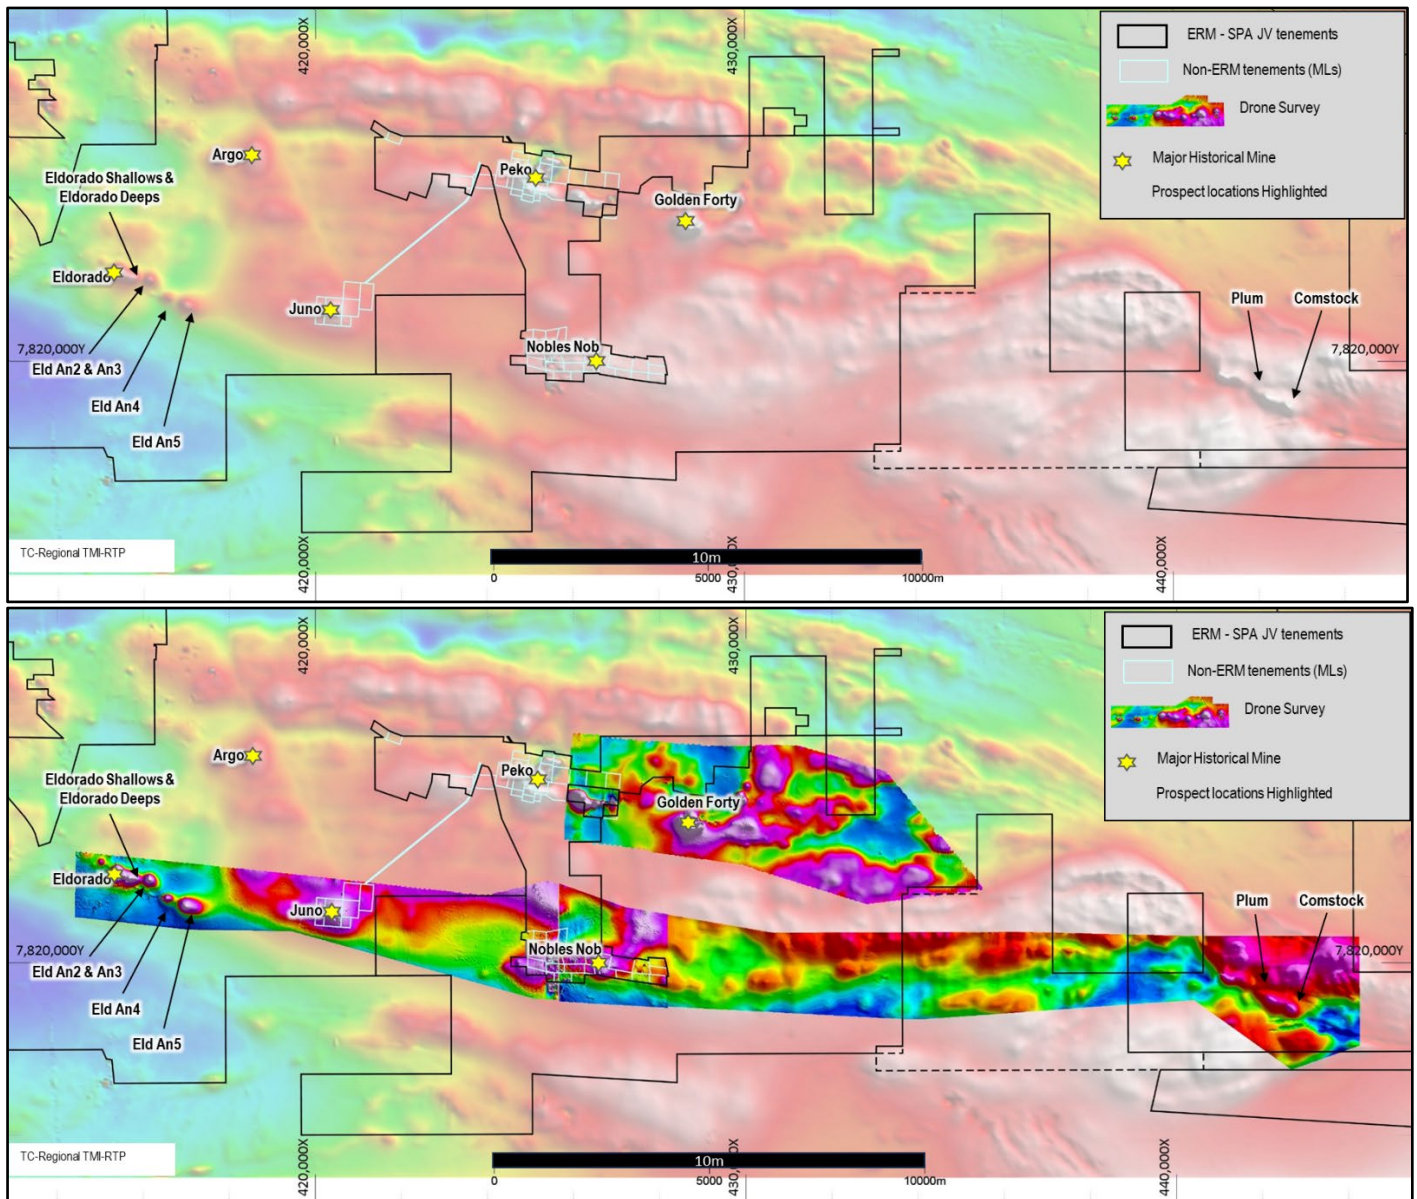 420,000X
430,000X
ERM - SPA JV tenements
Non-ERM tenements (MLs)
Drone Survey
Major Historical Mine
Prospect locations Highlighted
Argo
Peko
Eldorado Shallows &
Eldorado Deeps
Golden Forty
Eldorado
Juno
Plum
Comstock
Nobles Nob
7,820,000Y
7,820,000Y
Eld An2 & An3
Eld An4
Eld An5
TC-Regional TMI-RTP
10m
0
5000
10000m
420,000X
430,000X
440,000X
420,000X
430,000X
ERM - SPA JV tenements
Non-ERM tenements (MLs)
Drone Survey
Major Historical Mine
Prospect locations Highlighted
Argo
Peko
Eldorado Shallows &
Eldorado Deeps
Golden Forty
Eldorado
Juno
Plum
Comstock
Nobles Nob
7,820,000Y
7,820,000Y
Eld An2 & An3
Eld An4
Eld An5
TC-Regional TMI-RTP
10m
0
5000
10000m
420,000X
430,000X
440,000X